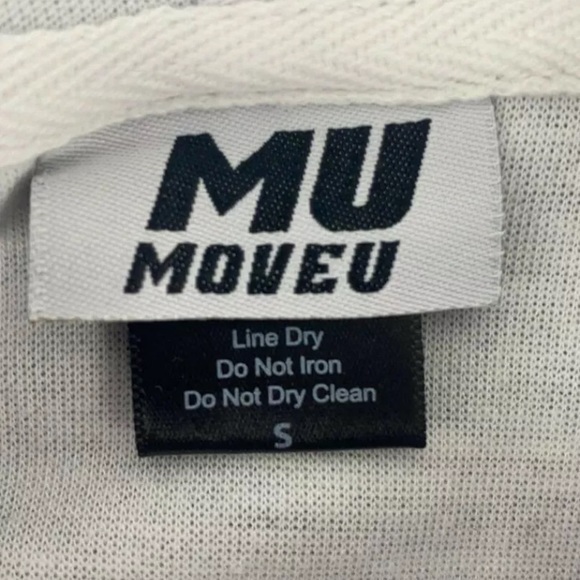 MU
MOVEU
Line Dry
Do Not Iron
Do Not Dry Clean
S